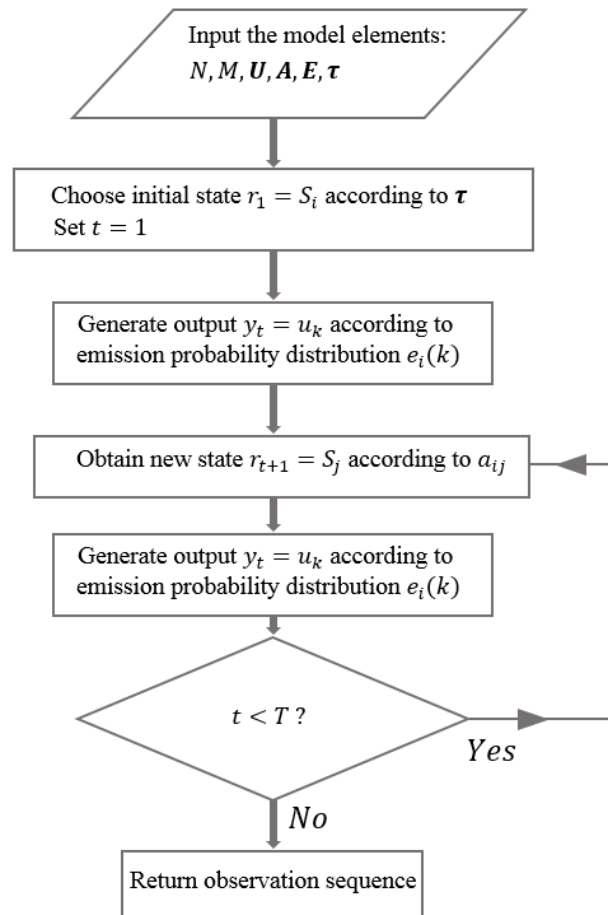 Input the model elements:
N, M, U, A, E, τ
Choose initial state r₁ = Sᵢ according to τ
Set t = 1
Generate output yₜ = uₖ according to
emission probability distribution eᵢ(k)
Obtain new state rₜ₊₁ = Sⱼ according to aᵢⱼ
Generate output yₜ = uₖ according to
emission probability distribution eᵢ(k)
t < T ?
Yes
No
Return observation sequence